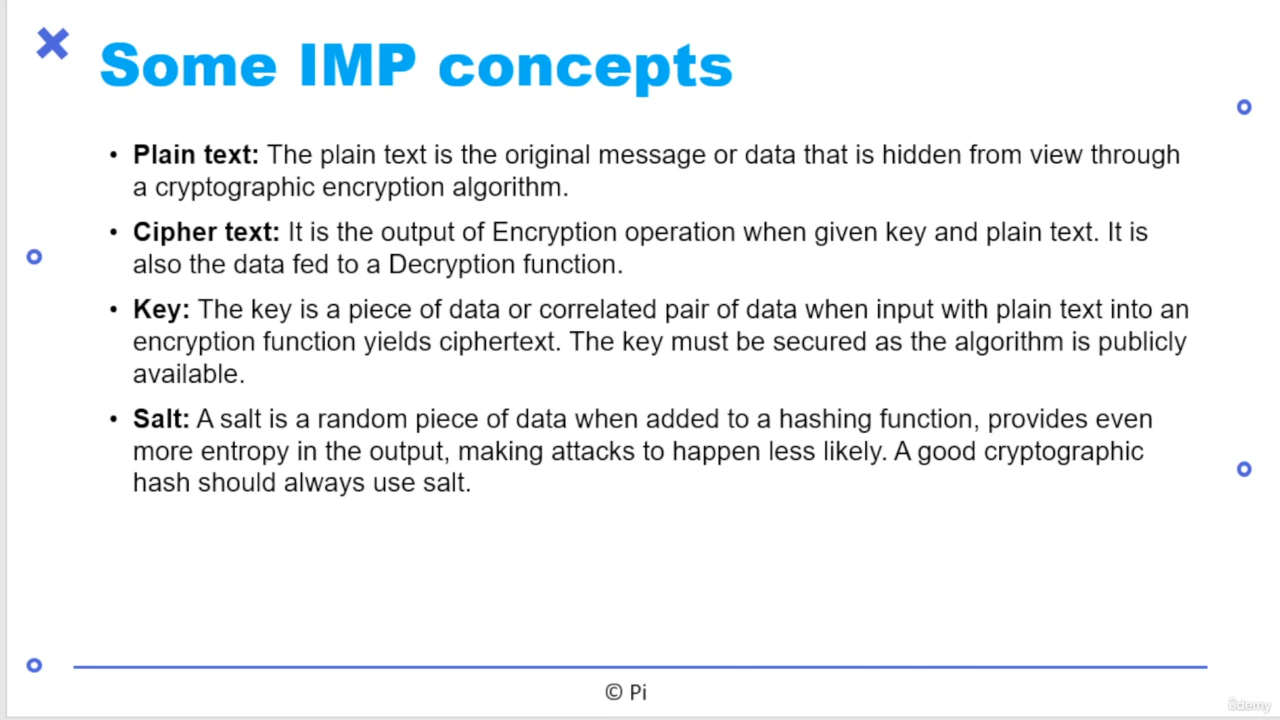 Some IMP concepts
• Plain text: The plain text is the original message or data that is hidden from view through
a cryptographic encryption algorithm.
• Cipher text: It is the output of Encryption operation when given key and plain text. It is
also the data fed to a Decryption function.
• Key: The key is a piece of data or correlated pair of data when input with plain text into an
encryption function yields ciphertext. The key must be secured as the algorithm is publicly
available.
• Salt: A salt is a random piece of data when added to a hashing function, provides even
more entropy in the output, making attacks to happen less likely. A good cryptographic
hash should always use salt.
© Pi
ûdemy